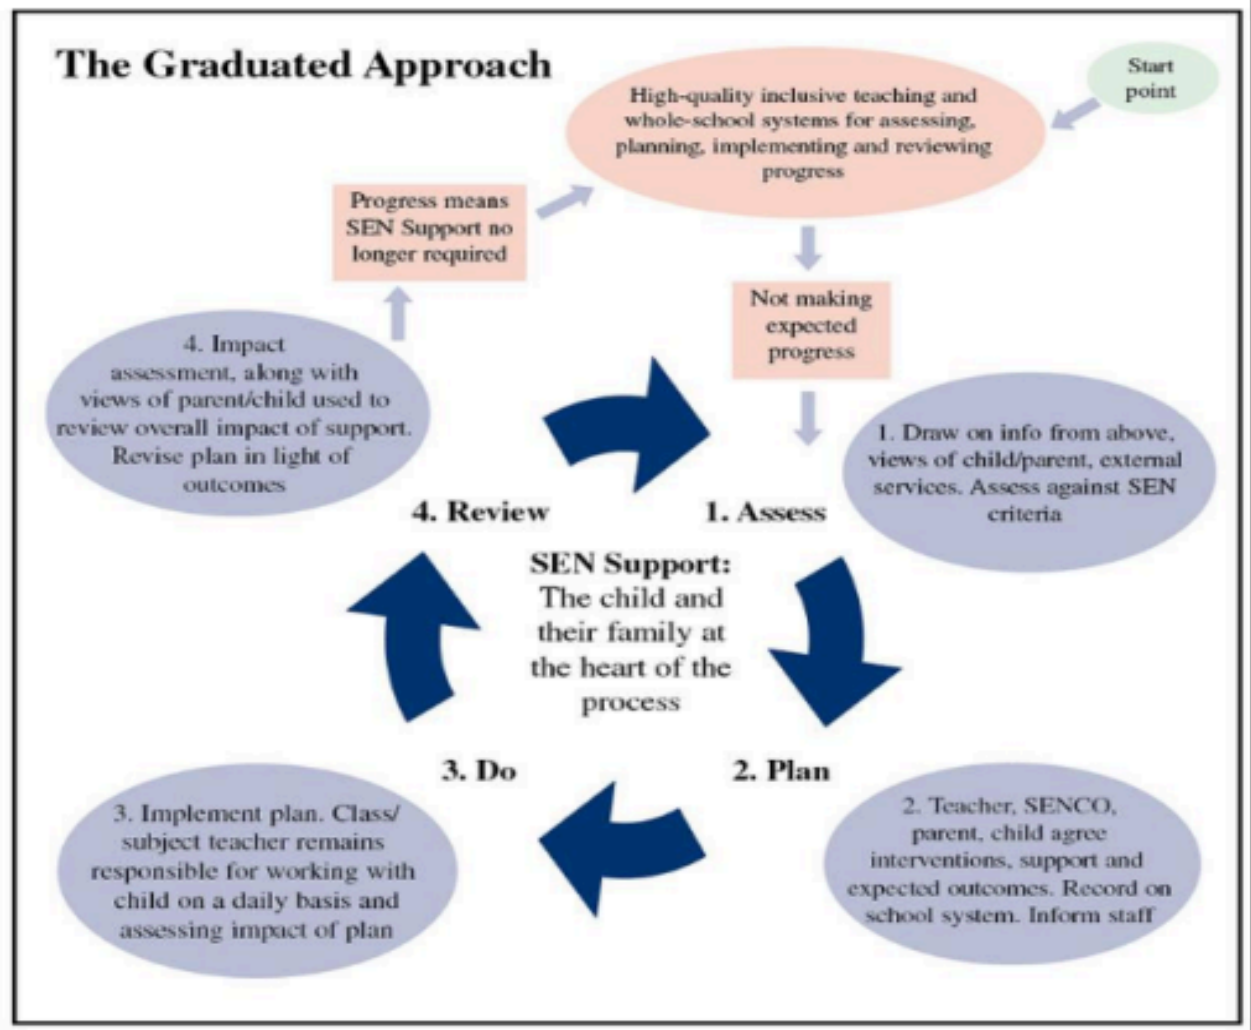 The Graduated Approach
Start
point
High-quality inclusive teaching and
whole-school systems for assessing,
planning, implementing and reviewing
progress
Progress means
SEN Support no
longer required
Not making
expected
progress
4. Impact
assessment, along with
views of parent/child used to
review overall impact of support.
Revise plan in light of
outcomes
1. Draw on info from above,
views of child/parent, external
services. Assess against SEN
criteria
4. Review
1. Assess
SEN Support:
The child and
their family at
the heart of the
process
3. Do
2. Plan
3. Implement plan. Class/
subject teacher remains
responsible for working with
child on a daily basis and
assessing impact of plan
2. Teacher, SENCO,
parent, child agree
interventions, support and
expected outcomes. Record on
school system. Inform staff